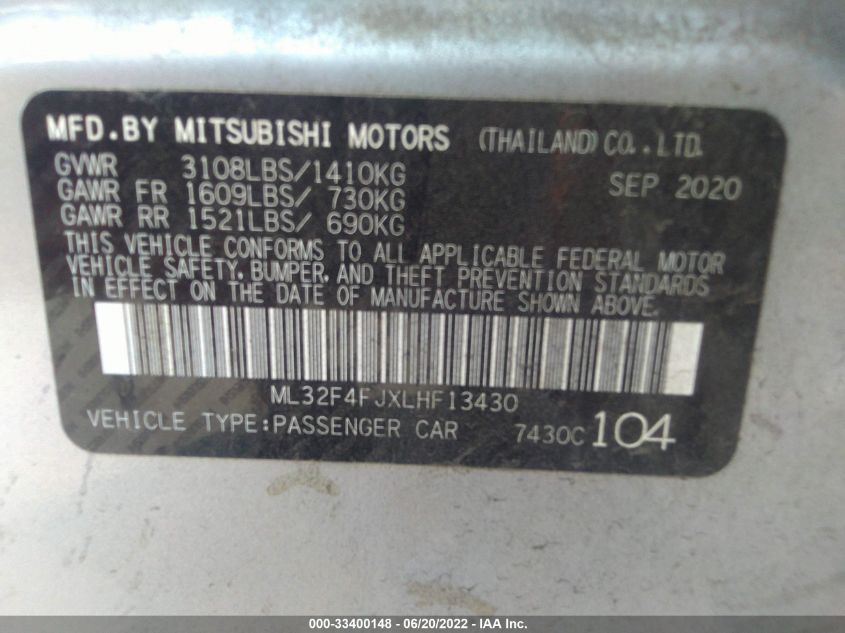 MFD.BY MITSUBISHI MOTORS (THAILAND) CO.,LTD.
GVWR 3108LBS/1410KG SEP 2020
GAWR FR 1609LBS/ 730KG
GAWR RR 1521LBS/ 690KG
THIS VEHICLE CONFORMS TO ALL APPLICABLE FEDERAL MOTOR
VEHICLE SAFETY, BUMPER, AND THEFT PREVENTION STANDARDS
IN EFFECT ON THE DATE OF MANUFACTURE SHOWN ABOVE.
ML32F4FJXLHF13430
VEHICLE TYPE:PASSENGER CAR 7430C 104
000-33400148 - 06/20/2022 - IAA Inc.